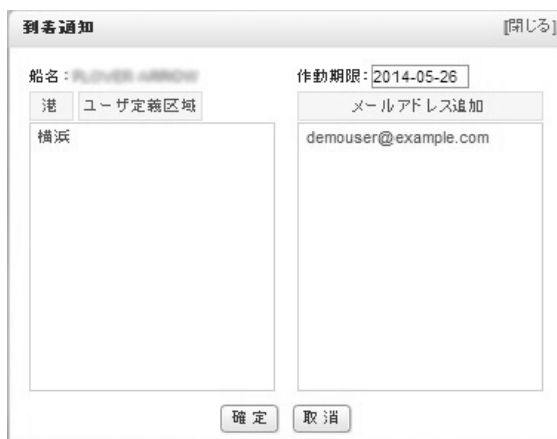 到着通知 [閉じる]
船名: 作動期限: 2014-05-26
港 ユーザ定義区域 メールアドレス追加
横浜 demouser@example.com
確定 取消